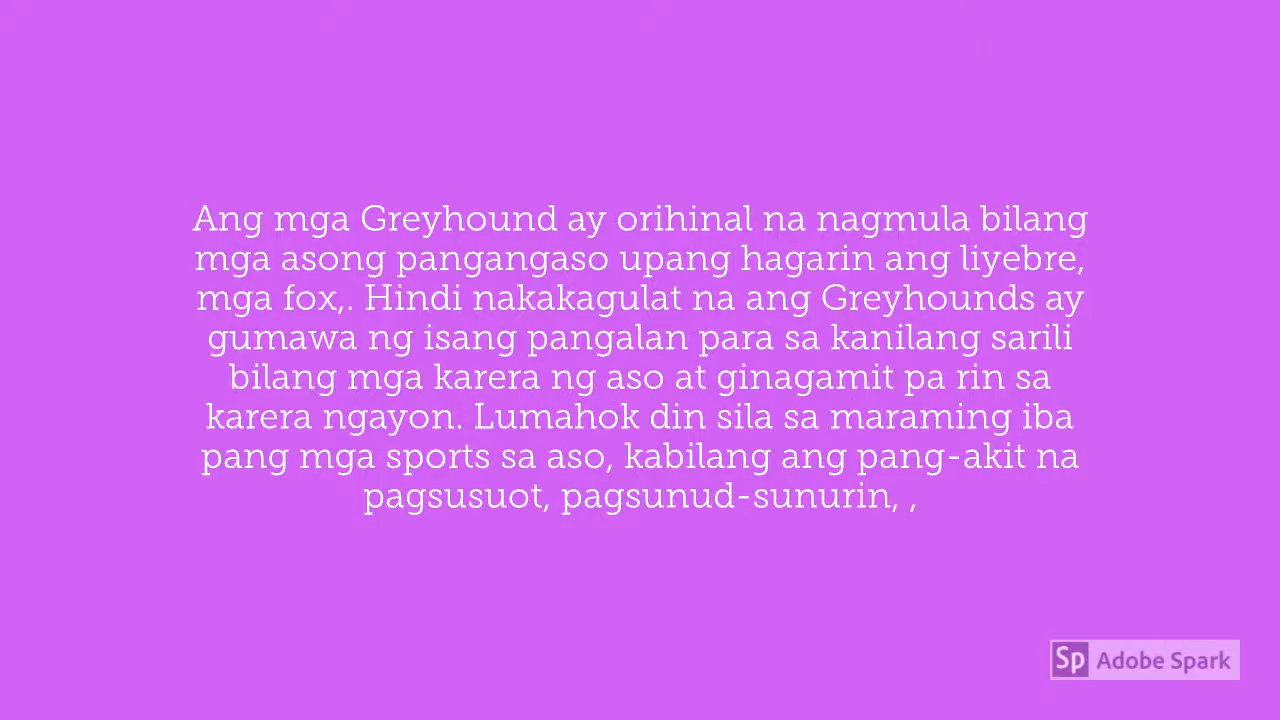 Ang mga Greyhound ay orihinal na nagmula bilang
mga asong pangangaso upang hagarin ang liyebre,
mga fox,. Hindi nakakagulat na ang Greyhounds ay
gumawa ng isang pangalan para sa kanilang sarili
bilang mga karera ng aso at ginagamit pa rin sa
karera ngayon. Lumahok din sila sa maraming iba
pang mga sports sa aso, kabilang ang pang-akit na
pagsusuot, pagsunud-sunurin, ,
Sp Adobe Spark